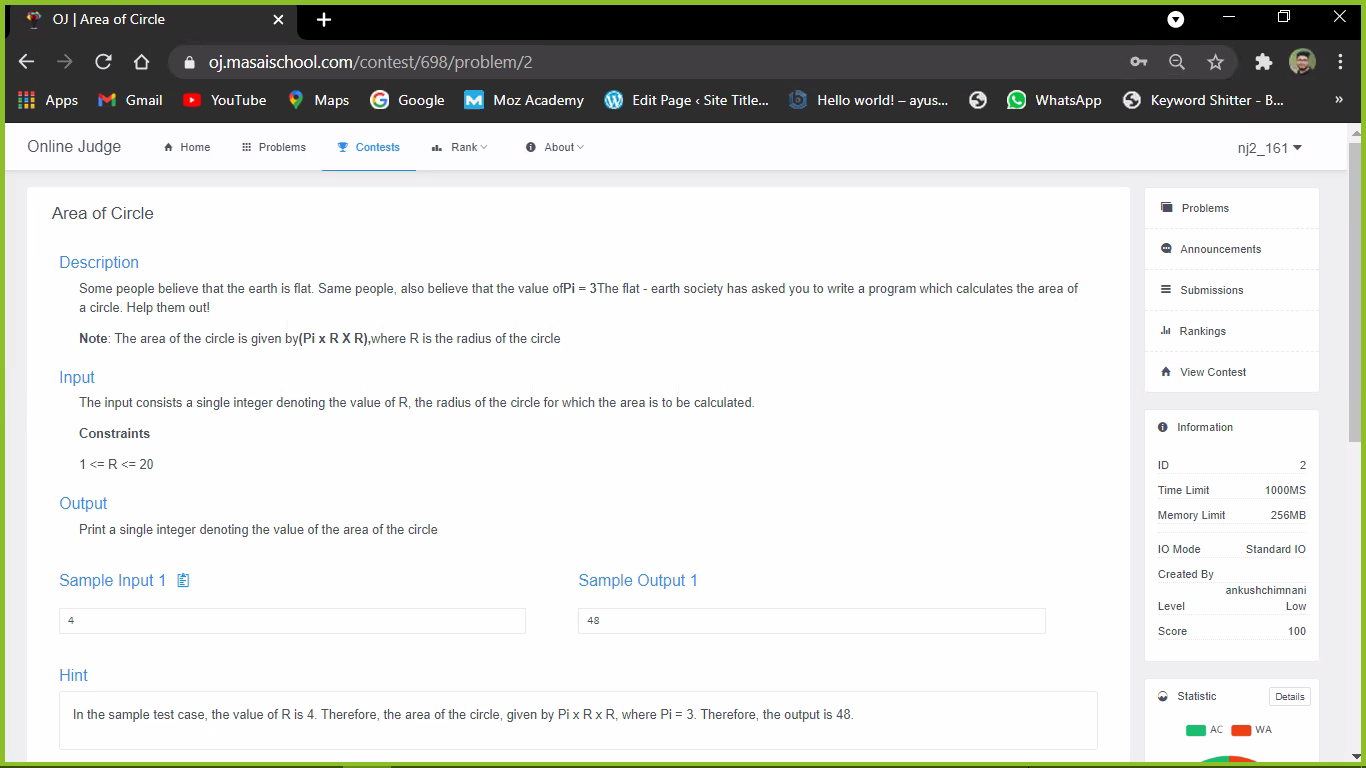 OJ | Area of Circle
oj.masaischool.com/contest/698/problem/2
Apps Gmail YouTube Maps Google Moz Academy Edit Page ‹ Site Title... Hello world! – ayus... WhatsApp Keyword Shitter - B... »
Online Judge Home Problems Contests Rank About nj2_161
Area of Circle
Description
Some people believe that the earth is flat. Same people, also believe that the value ofPi = 3The flat - earth society has asked you to write a program which calculates the area of
a circle. Help them out!
Note: The area of the circle is given by(Pi x R X R),where R is the radius of the circle
Input
The input consists a single integer denoting the value of R, the radius of the circle for which the area is to be calculated.
Constraints
1 <= R <= 20
Output
Print a single integer denoting the value of the area of the circle
Sample Input 1 Sample Output 1
4 48
Hint
In the sample test case, the value of R is 4. Therefore, the area of the circle, given by Pi x R x R, where Pi = 3. Therefore, the output is 48.
Problems
Announcements
Submissions
Rankings
View Contest
Information
ID 2
Time Limit 1000MS
Memory Limit 256MB
IO Mode Standard IO
Created By
ankushchimnani
Level Low
Score 100
Statistic Details
AC WA